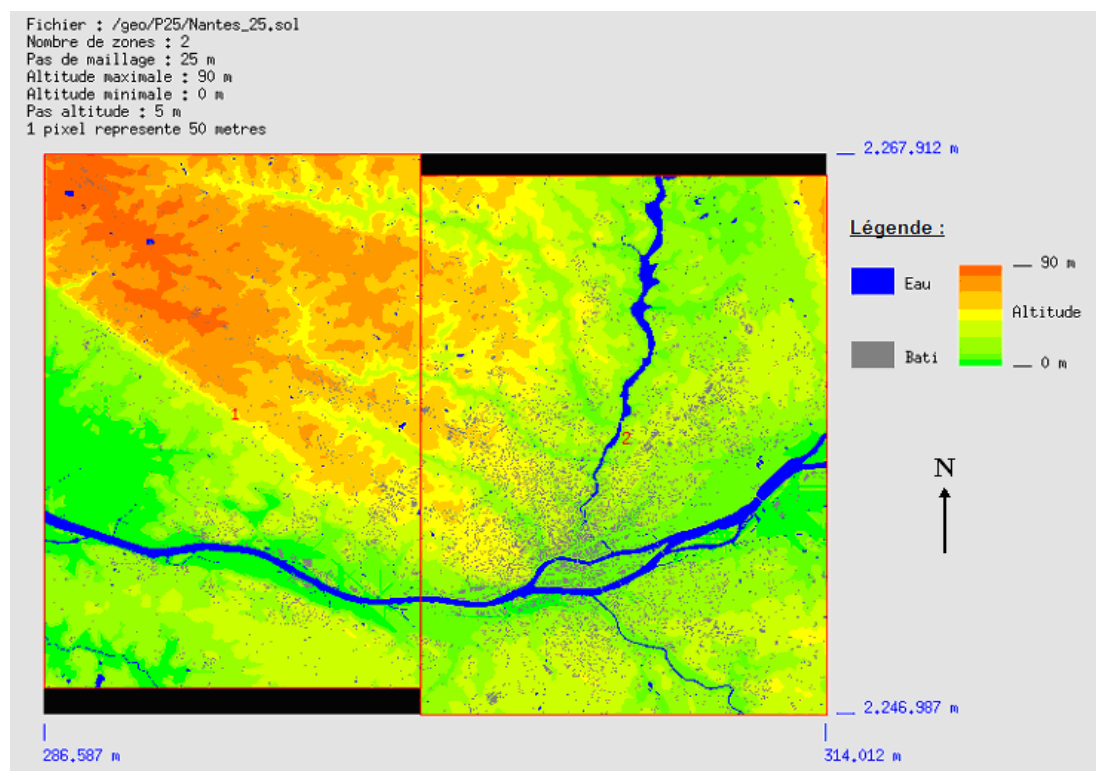 Fichier : /geo/P25/Nantes_25.sol
Nombre de zones : 2
Pas de maillage : 25 m
Altitude maximale : 90 m
Altitude minimale : 0 m
Pas altitude : 5 m
1 pixel represente 50 metres
2.267.912 m
Légende :
90 m
Eau
Altitude
Bati
0 m
1
2
N
2.246.987 m
286.587 m
314.012 m